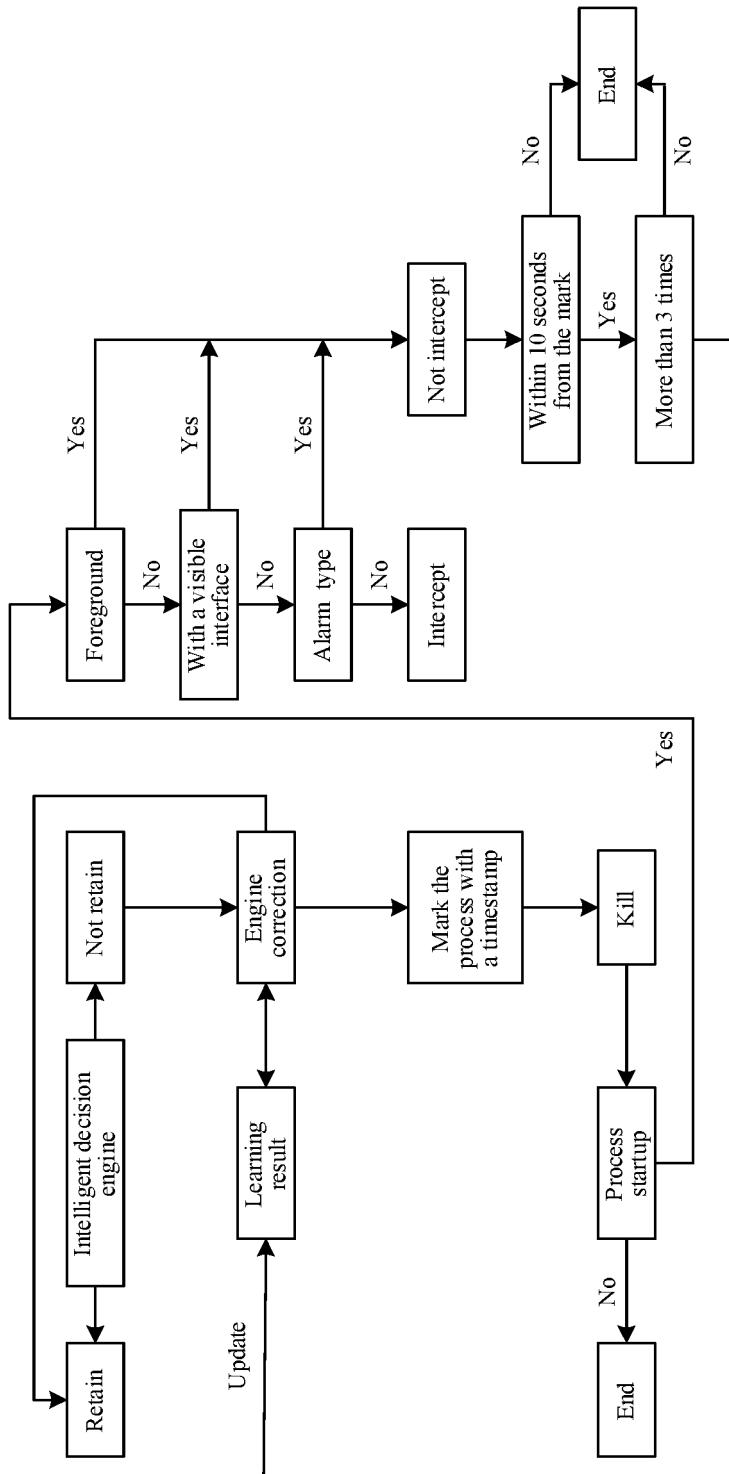 Retain
Intelligent decision
engine
Not retain
Update
Learning
result
Engine
correction
Mark the
process with
a timestamp
End
No
Process
startup
Kill
Yes
Foreground
Yes
No
With a visible
interface
Yes
No
Alarm type
Yes
No
Intercept
Not intercept
Within 10 seconds
from the mark
No
Yes
More than 3 times
No
End